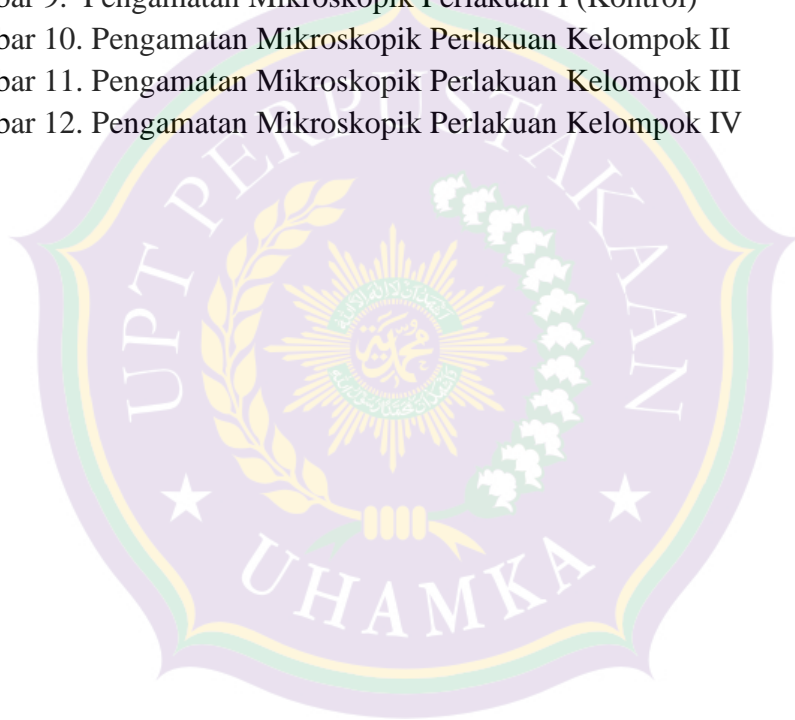 bar 9. Pengamatan Mikroskopik Perlakuan I (Kontrol)
bar 10. Pengamatan Mikroskopik Perlakuan Kelompok II
bar 11. Pengamatan Mikroskopik Perlakuan Kelompok III
bar 12. Pengamatan Mikroskopik Perlakuan Kelompok IV
UPT PERPUSTAKAAN
محمدية
UHAMKA